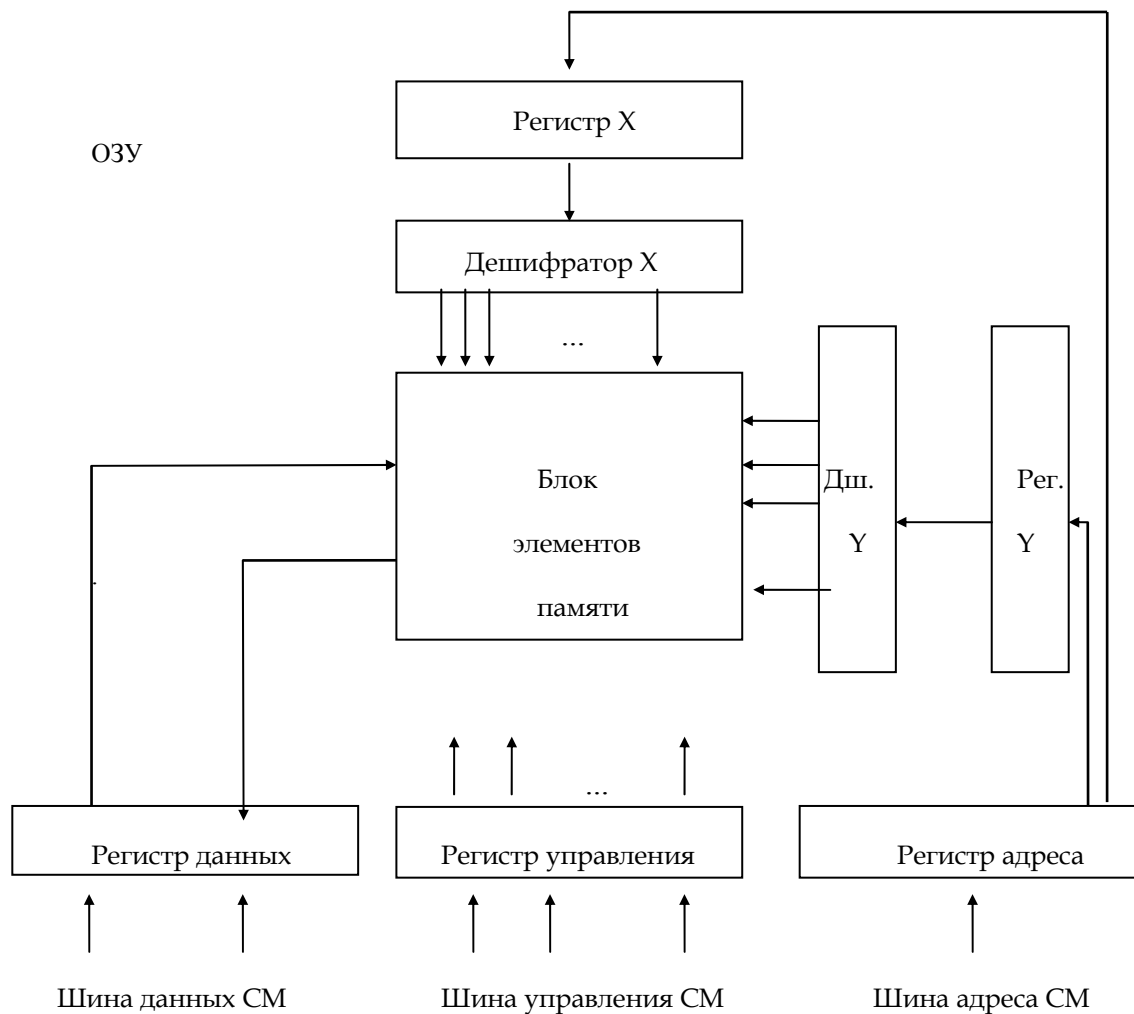 Регистр X
ОЗУ
Дешифратор X
...
Блок
элементов
памяти
Дш.
Y
Рег.
Y
...
Регистр данных
Регистр управления
Регистр адреса
Шина данных СМ
Шина управления СМ
Шина адреса СМ